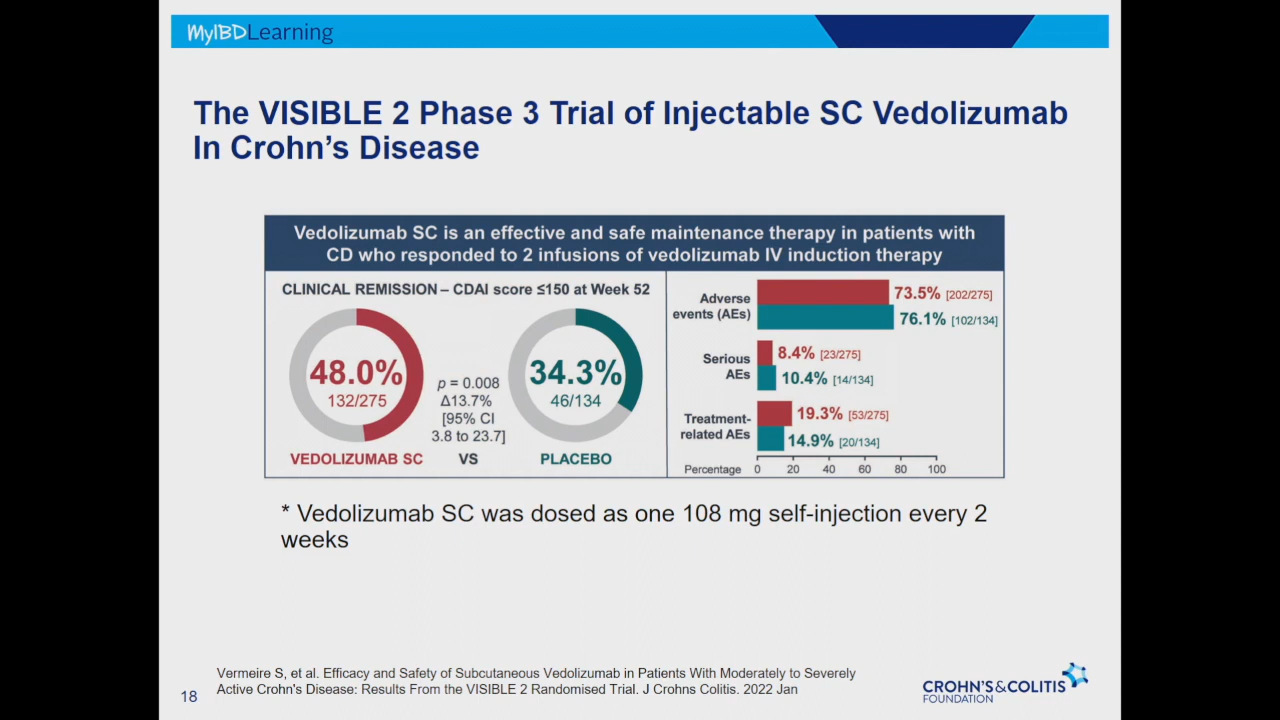 MyIBDLearning
The VISIBLE 2 Phase 3 Trial of Injectable SC Vedolizumab
In Crohn's Disease
Vedolizumab SC is an effective and safe maintenance therapy in patients with
CD who responded to 2 infusions of vedolizumab IV induction therapy
CLINICAL REMISSION – CDAI score ≤150 at Week 52
48.0%
132/275
VEDOLIZUMAB SC
p = 0.008
Δ13.7%
[95% CI
3.8 to 23.7]
VS
34.3%
46/134
PLACEBO
Adverse
events (AEs)
73.5% [202/275]
76.1% [102/134]
Serious
AEs
8.4% [23/275]
10.4% [14/134]
Treatment-
related AEs
19.3% [53/275]
14.9% [20/134]
Percentage 0 20 40 60 80 100
* Vedolizumab SC was dosed as one 108 mg self-injection every 2
weeks
Vermeire S, et al. Efficacy and Safety of Subcutaneous Vedolizumab in Patients With Moderately to Severely
Active Crohn's Disease: Results From the VISIBLE 2 Randomised Trial. J Crohns Colitis. 2022 Jan
18
CROHN'S & COLITIS
FOUNDATION